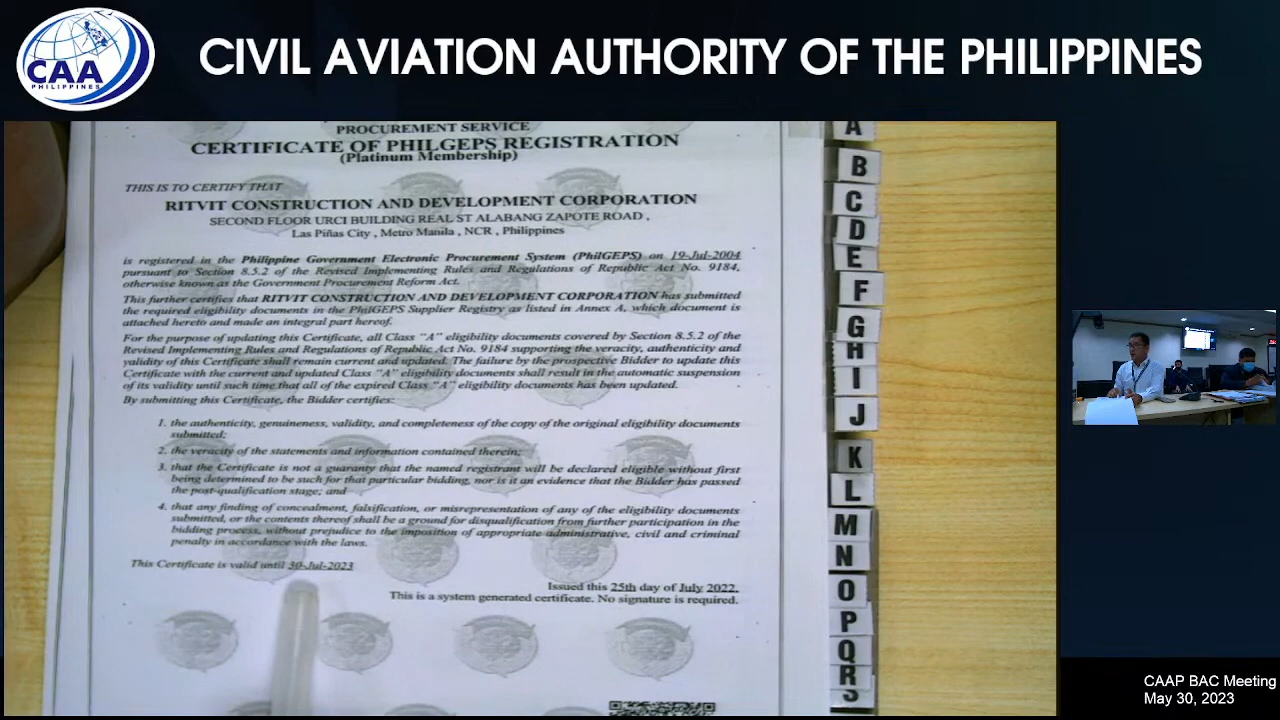 CAA
PHILIPPINES
CIVIL AVIATION AUTHORITY OF THE PHILIPPINES
PROCUREMENT SERVICE
CERTIFICATE OF PHILGEPS REGISTRATION
(Platinum Membership)
THIS IS TO CERTIFY THAT
RITVIT CONSTRUCTION AND DEVELOPMENT CORPORATION
SECOND FLOOR URCI BUILDING REAL ST ALABANG ZAPOTE ROAD ,
Las Piñas City , Metro Manila , NCR , Philippines
is registered in the Philippine Government Electronic Procurement System (PhilGEPS) on 19-Jul-2004
pursuant to Section 8.5.2 of the Revised Implementing Rules and Regulations of Republic Act No. 9184,
otherwise known as the Government Procurement Reform Act.
This further certifies that RITVIT CONSTRUCTION AND DEVELOPMENT CORPORATION has submitted
the required eligibility documents in the PhilGEPS Supplier Registry as listed in Annex A, which document is
attached hereto and made an integral part hereof.
For the purpose of updating this Certificate, all Class "A" eligibility documents covered by Section 8.5.2 of the
Revised Implementing Rules and Regulations of Republic Act No. 9184 supporting the veracity, authenticity and
validity of this Certificate shall remain current and updated. The failure by the prospective Bidder to update this
Certificate with the current and updated Class "A" eligibility documents shall result in the automatic suspension
of its validity until such time that all of the expired Class "A" eligibility documents has been updated.
By submitting this Certificate, the Bidder certifies:
1. the authenticity, genuineness, validity, and completeness of the copy of the original eligibility documents
submitted;
2. the veracity of the statements and information contained therein;
3. that the Certificate is not a guaranty that the named registrant will be declared eligible without first
being determined to be such for that particular bidding, nor is it an evidence that the Bidder has passed
the post-qualification stage; and
4. that any finding of concealment, falsification, or misrepresentation of any of the eligibility documents
submitted, or the contents thereof shall be a ground for disqualification from further participation in the
bidding process, without prejudice to the imposition of appropriate administrative, civil and criminal
penalty in accordance with the laws.
This Certificate is valid until 30-Jul-2023
Issued this 25th day of July 2022.
This is a system generated certificate. No signature is required.
A
B
C
D
E
F
G
H
I
J
K
L
M
N
O
P
Q
R
S
CAAP BAC Meeting
May 30, 2023